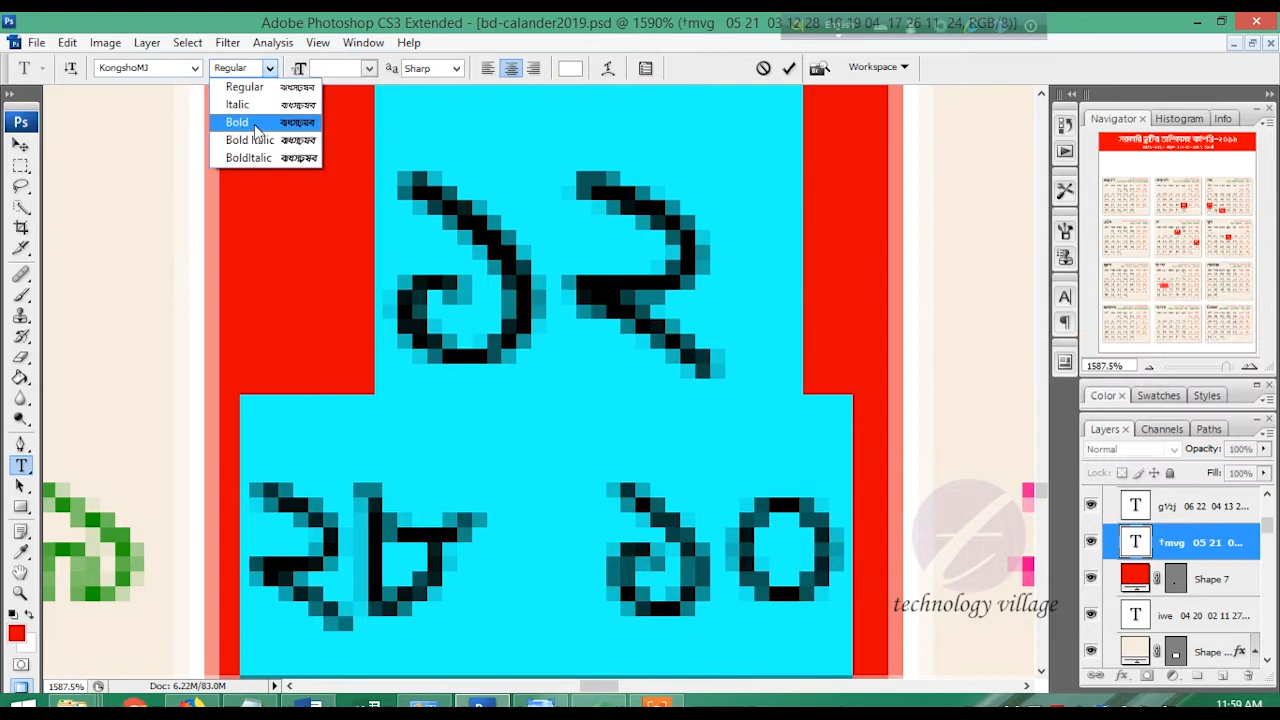 Adobe Photoshop CS3 Extended - [bd-calander2019.psd @ 1590% (†mvg 05 21 03 12 28 10 19 04 17 26 11 24, RGB/8)]
File Edit Image Layer Select Filter Analysis View Window Help
KongshoMJ Regular Sharp Workspace
Regular
Italic
Bold
Bold Italic
BoldItalic
Navigator Histogram Info
সরকারী ছুটির তালিকাসহ
১২
২৮ ১০
1587.5%
Color Swatches Styles
Layers Channels Paths
Normal Opacity: 100%
Lock: Fill: 100%
T g½j 06 22 04 13 2...
T †mvg 05 21 0...
Shape 7
T iwe 04 20 02 11 27...
Shape ... fx
technology village
1587.5% Doc: 6.22M/83.0M
11:59 AM